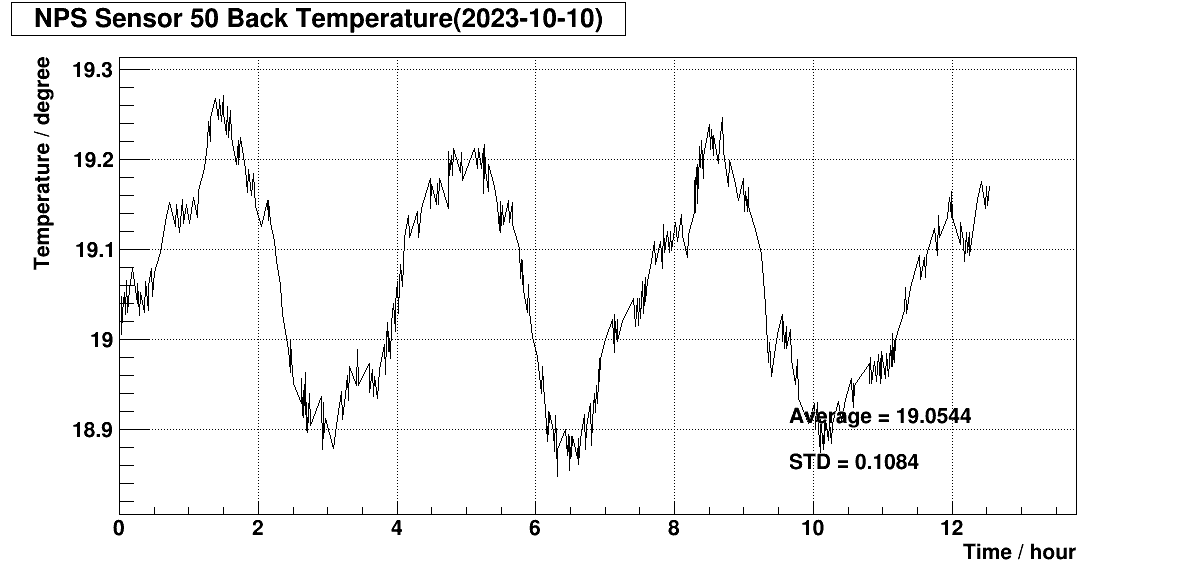 NPS Sensor 50 Back Temperature(2023-10-10)
Temperature / degree
19.3
19.2
19.1
19
18.9
Average = 19.0544
STD = 0.1084
0 2 4 6 8 10 12
Time / hour